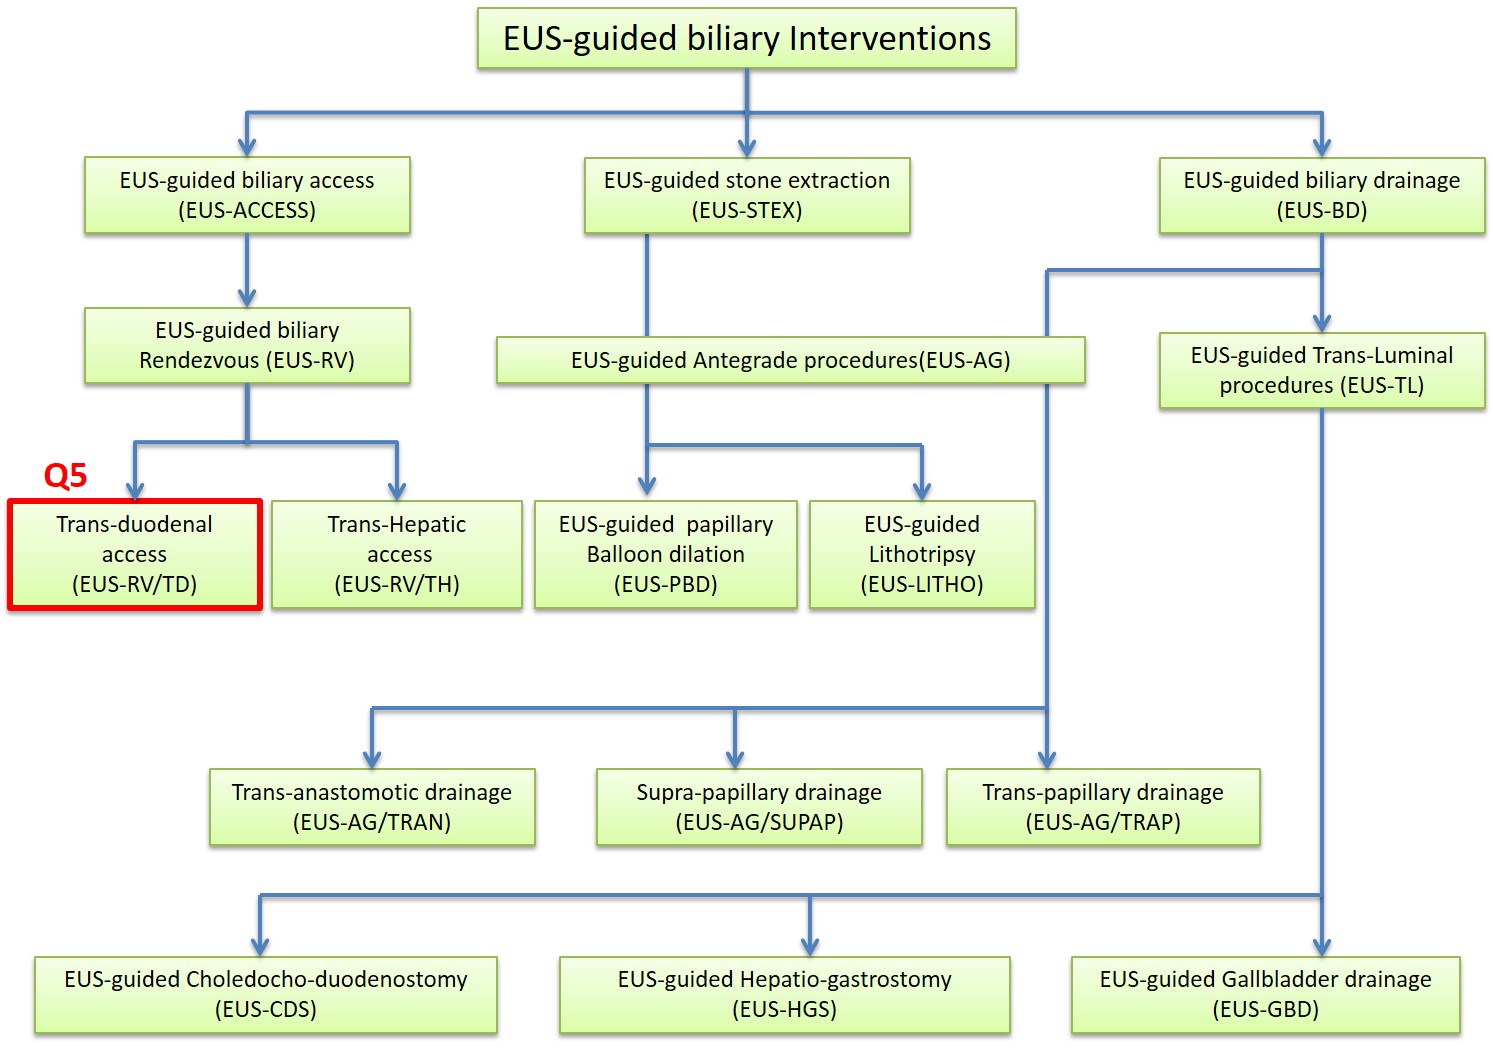 EUS-guided biliary Interventions
EUS-guided biliary access
(EUS-ACCESS)
EUS-guided stone extraction
(EUS-STEX)
EUS-guided biliary drainage
(EUS-BD)
EUS-guided biliary
Rendezvous (EUS-RV)
EUS-guided Antegrade procedures(EUS-AG)
EUS-guided Trans-Luminal
procedures (EUS-TL)
Q5
Trans-duodenal
access
(EUS-RV/TD)
Trans-Hepatic
access
(EUS-RV/TH)
EUS-guided papillary
Balloon dilation
(EUS-PBD)
EUS-guided
Lithotripsy
(EUS-LITHO)
Trans-anastomotic drainage
(EUS-AG/TRAN)
Supra-papillary drainage
(EUS-AG/SUPAP)
Trans-papillary drainage
(EUS-AG/TRAP)
EUS-guided Choledocho-duodenostomy
(EUS-CDS)
EUS-guided Hepatio-gastrostomy
(EUS-HGS)
EUS-guided Gallbladder drainage
(EUS-GBD)